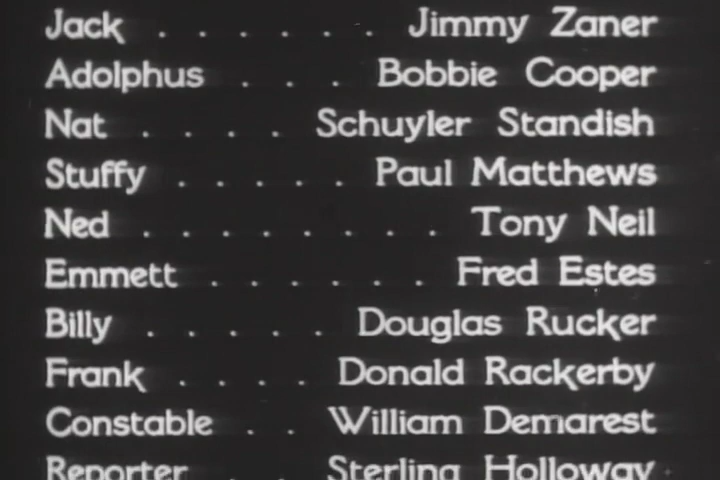 Jack . . . . . . Jimmy Zaner
Adolphus . . . Bobbie Cooper
Nat . . . . Schuyler Standish
Stuffy . . . . . Paul Matthews
Ned . . . . . . . . Tony Neil
Emmett . . . . . . Fred Estes
Billy . . . . . Douglas Rucker
Frank . . . . Donald Rackerby
Constable . . William Demarest
Reporter . . Sterling Holloway